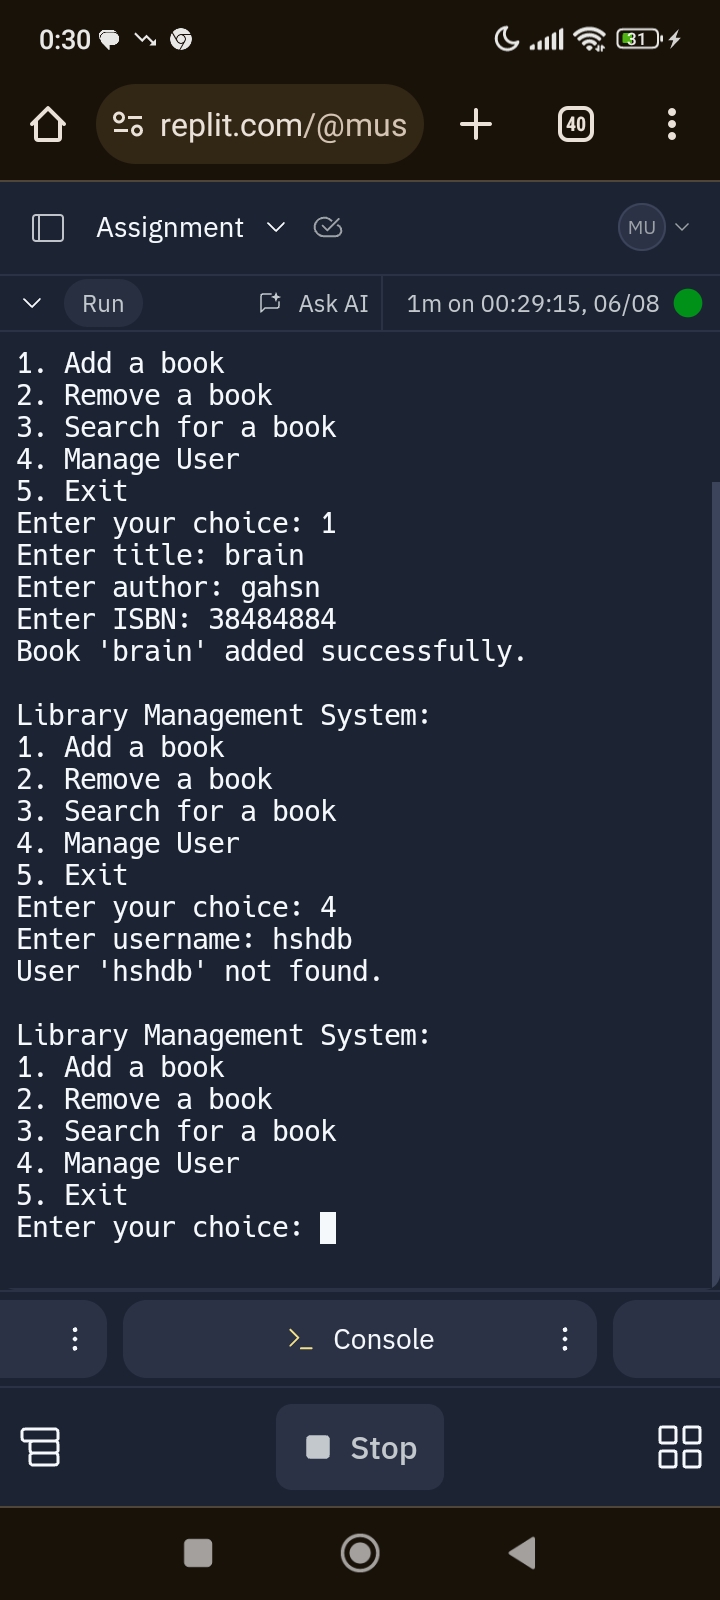 0:30
31
replit.com/@mus
40
Assignment
MU
Run
Ask AI
1m on 00:29:15, 06/08
1. Add a book
2. Remove a book
3. Search for a book
4. Manage User
5. Exit
Enter your choice: 1
Enter title: brain
Enter author: gahsn
Enter ISBN: 38484884
Book 'brain' added successfully.
Library Management System:
1. Add a book
2. Remove a book
3. Search for a book
4. Manage User
5. Exit
Enter your choice: 4
Enter username: hshdb
User 'hshdb' not found.
Library Management System:
1. Add a book
2. Remove a book
3. Search for a book
4. Manage User
5. Exit
Enter your choice:
Console
Stop